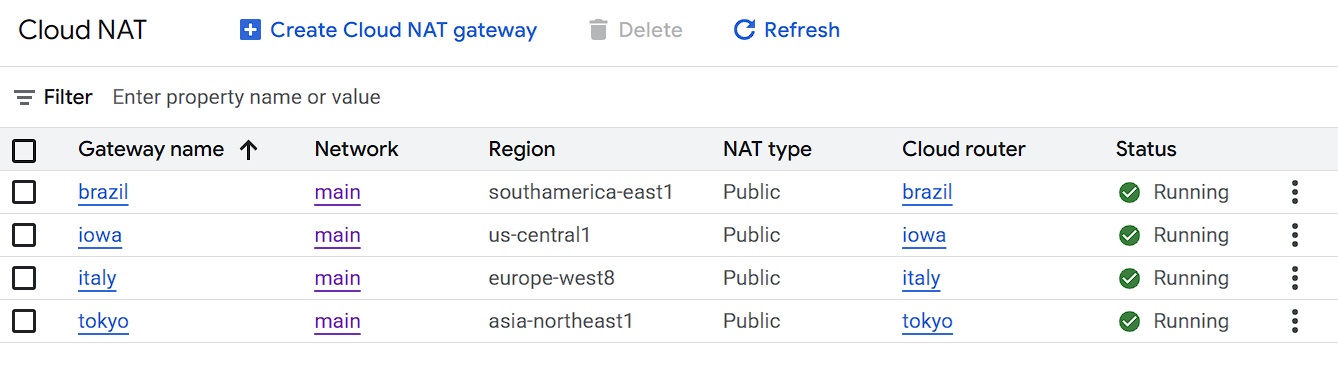 Cloud NAT Create Cloud NAT gateway Delete Refresh
Filter Enter property name or value
Gateway name Network Region NAT type Cloud router Status
brazil main southamerica-east1 Public brazil Running
iowa main us-central1 Public iowa Running
italy main europe-west8 Public italy Running
tokyo main asia-northeast1 Public tokyo Running